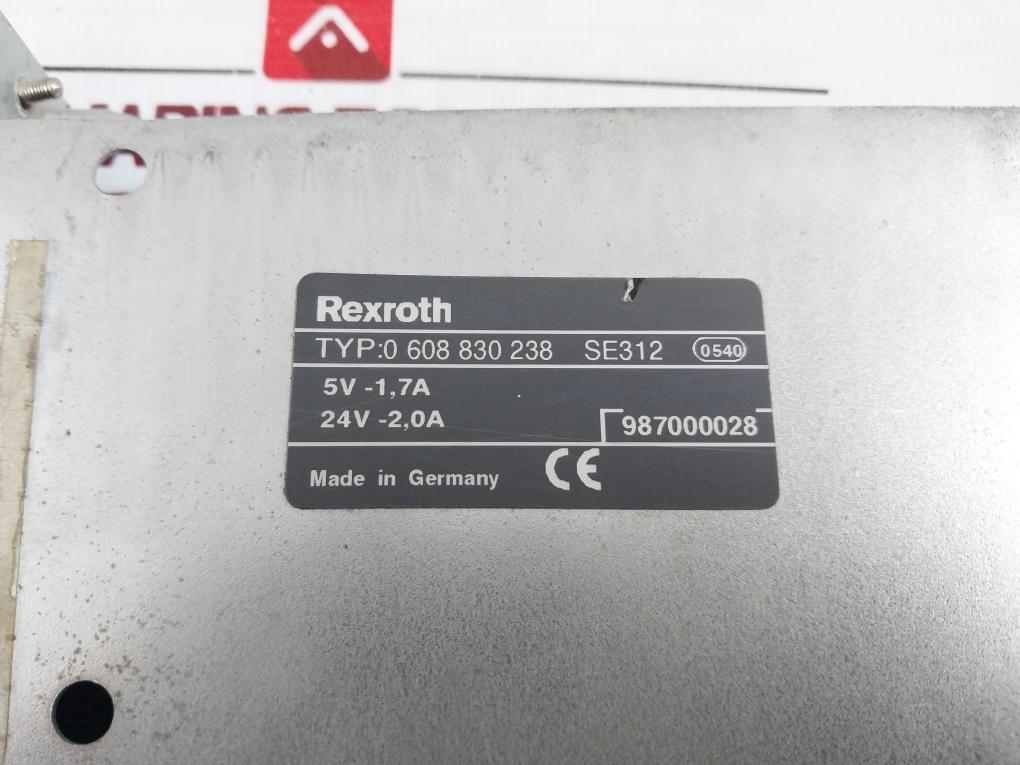 Rexroth
TYP:0 608 830 238 SE312 0540
5V -1,7A
24V -2,0A
987000028
Made in Germany CE